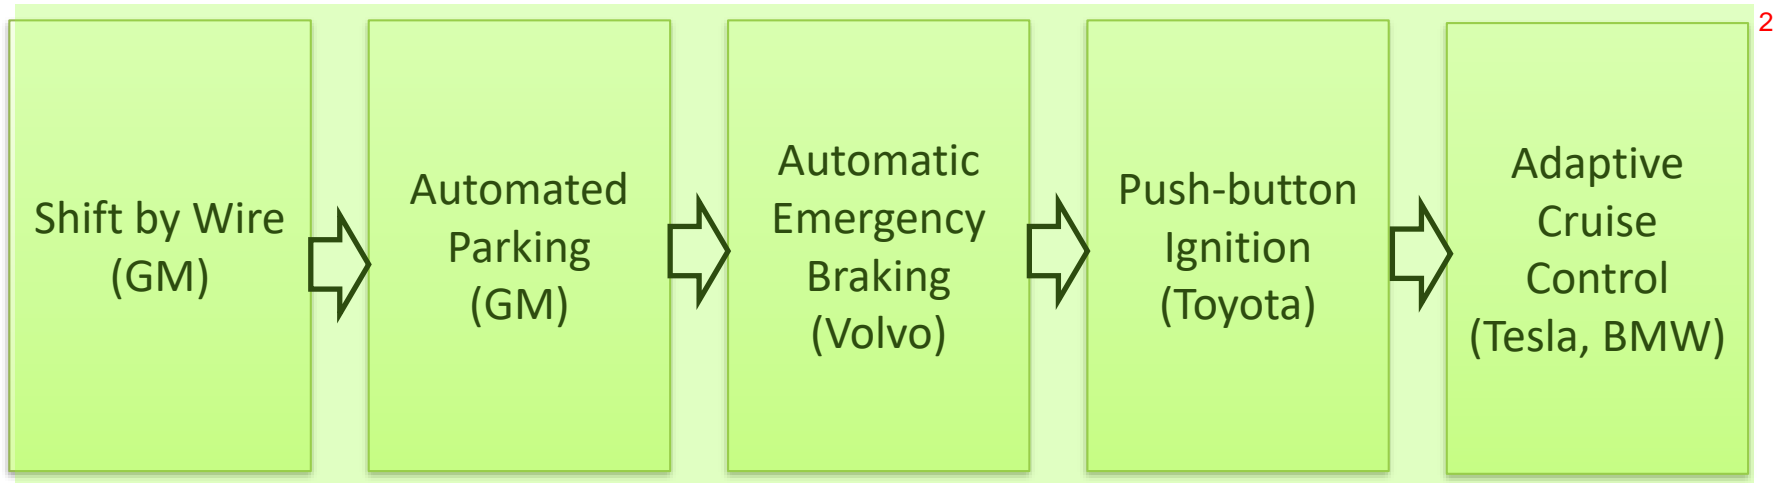 2
Shift by Wire
(GM)
Automated
Parking
(GM)
Automatic
Emergency
Braking
(Volvo)
Push-button
Ignition
(Toyota)
Adaptive
Cruise
Control
(Tesla, BMW)